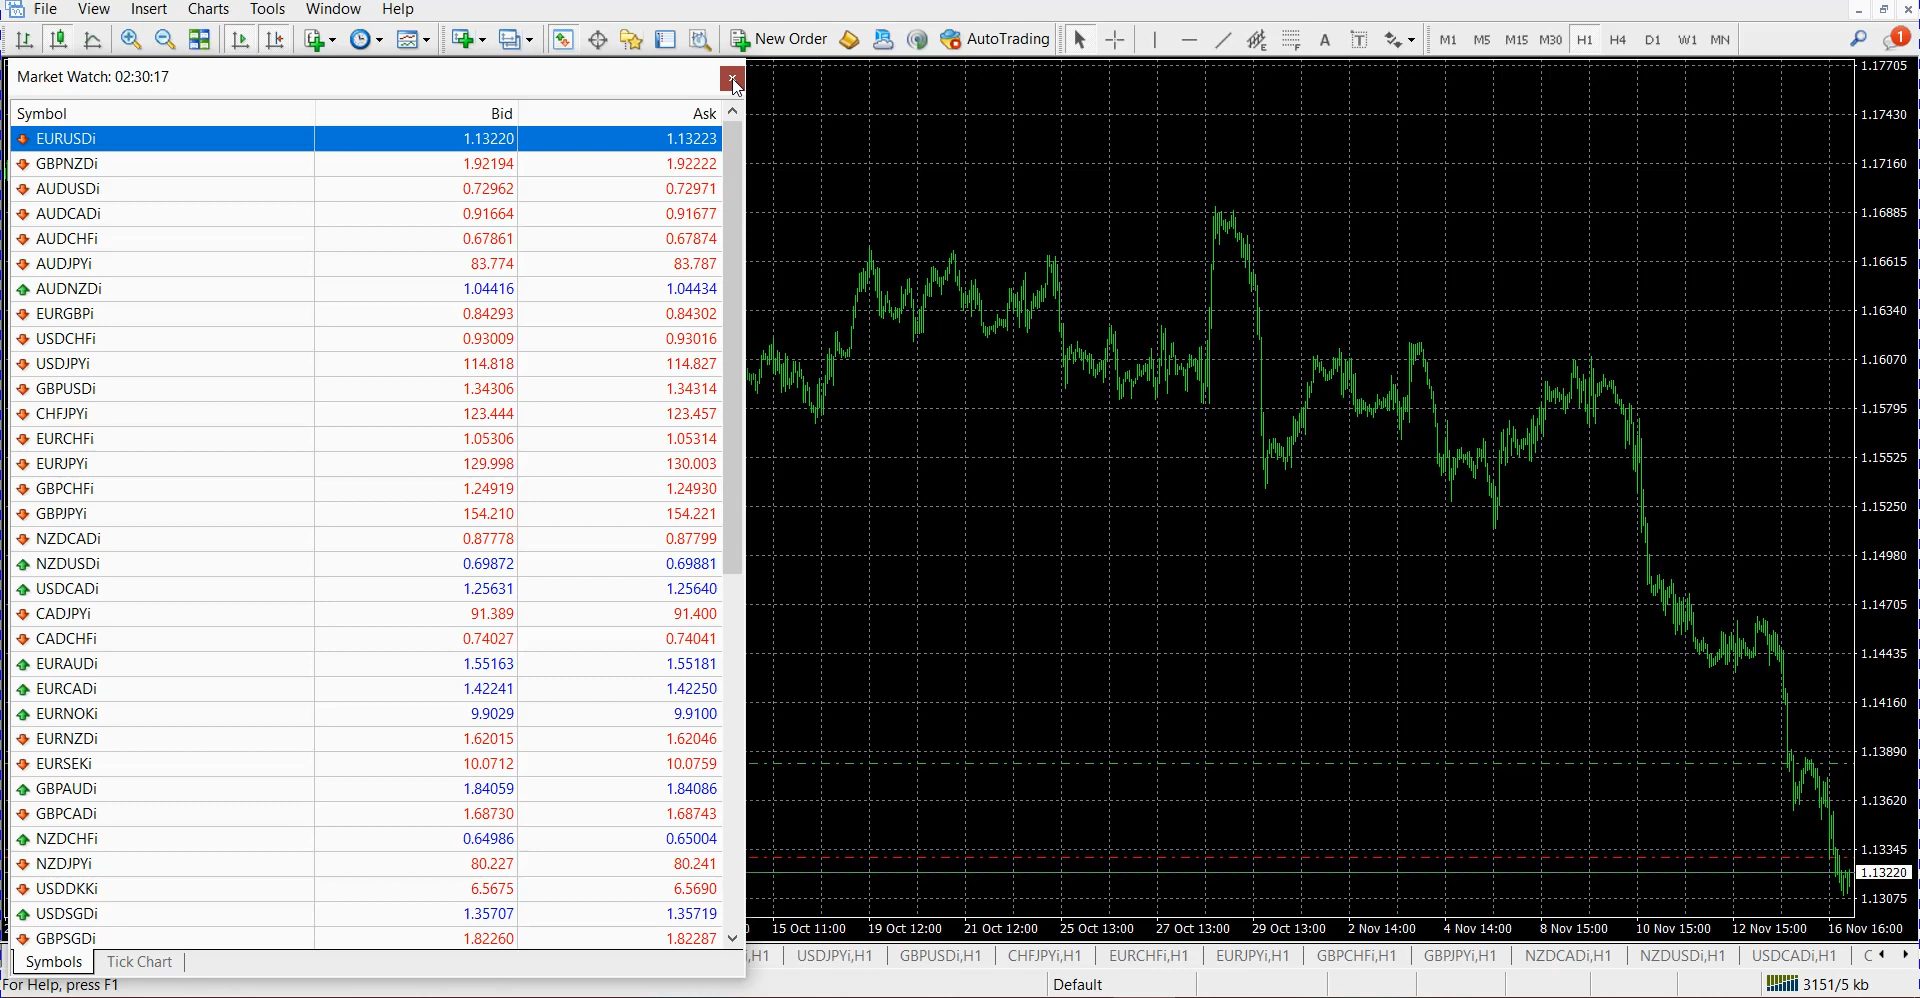 File View Insert Charts Tools Window Help
New Order AutoTrading A T M1 M5 M15 M30 H1 H4 D1 W1 MN 1
Market Watch: 02:30:17
Symbol Bid Ask
EURUSDi 1.13220 1.13223
GBPNZDi 1.92194 1.92222
AUDUSDi 0.72962 0.72971
AUDCADi 0.91664 0.91677
AUDCHFi 0.67861 0.67874
AUDJPYi 83.774 83.787
AUDNZDi 1.04416 1.04434
EURGBPi 0.84293 0.84302
USDCHFi 0.93009 0.93016
USDJPYi 114.818 114.827
GBPUSDi 1.34306 1.34314
CHFJPYi 123.444 123.457
EURCHFi 1.05306 1.05314
EURJPYi 129.998 130.003
GBPCHFi 1.24919 1.24930
GBPJPYi 154.210 154.221
NZDCADi 0.87778 0.87799
NZDUSDi 0.69872 0.69881
USDCADi 1.25631 1.25640
CADJPYi 91.389 91.400
CADCHFi 0.74027 0.74041
EURAUDi 1.55163 1.55181
EURCADi 1.42241 1.42250
EURNOKi 9.9029 9.9100
EURNZDi 1.62015 1.62046
EURSEKi 10.0712 10.0759
GBPAUDi 1.84059 1.84086
GBPCADi 1.68730 1.68743
NZDCHFi 0.64986 0.65004
NZDJPYi 80.227 80.241
USDDKKi 6.5675 6.5690
USDSGDi 1.35707 1.35719
GBPSGDi 1.82260 1.82287
Symbols Tick Chart
1.17705
1.17430
1.17160
1.16885
1.16615
1.16340
1.16070
1.15795
1.15525
1.15250
1.14980
1.14705
1.14435
1.14160
1.13890
1.13620
1.13345
1.13220
1.13075
15 Oct 11:00 19 Oct 12:00 21 Oct 12:00 25 Oct 13:00 27 Oct 13:00 29 Oct 13:00 2 Nov 14:00 4 Nov 14:00 8 Nov 15:00 10 Nov 15:00 12 Nov 15:00 16 Nov 16:00
,H1 USDJPYi,H1 GBPUSDi,H1 CHFJPYi,H1 EURCHFi,H1 EURJPYi,H1 GBPCHFi,H1 GBPJPYi,H1 NZDCADi,H1 NZDUSDi,H1 USDCADi,H1 C
For Help, press F1 Default 3151/5 kb